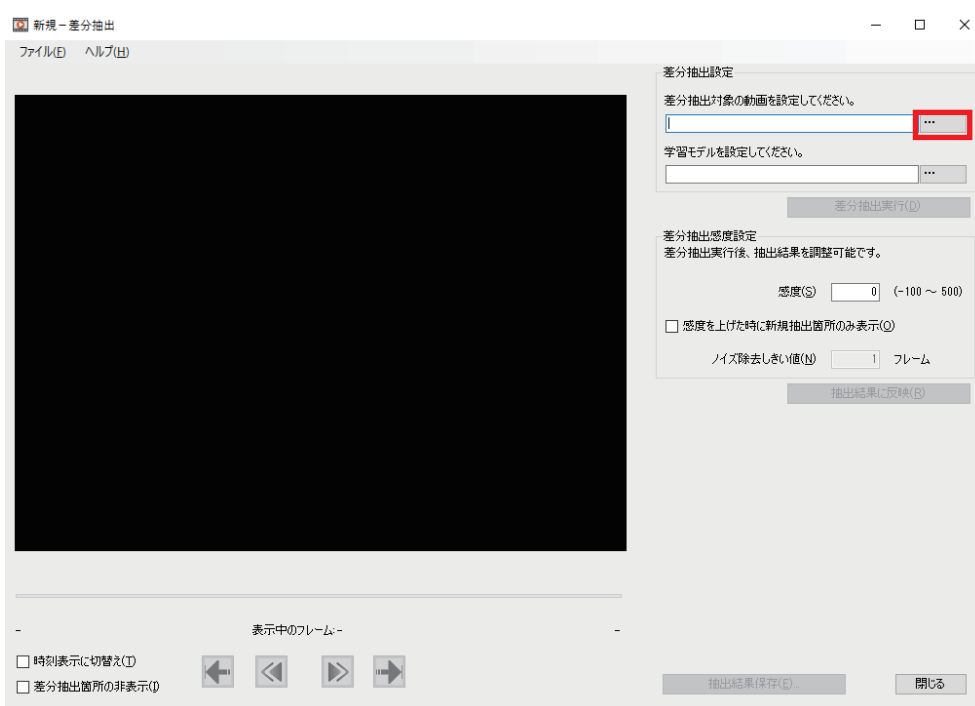 新規－差分抽出
ファイル(F) ヘルプ(H)
差分抽出設定
差分抽出対象の動画を設定してください。
...
学習モデルを設定してください。
...
差分抽出実行(D)
差分抽出感度設定
差分抽出実行後、抽出結果を調整可能です。
感度(S) 0 (-100 ～ 500)
感度を上げた時に新規抽出箇所のみ表示(O)
ノイズ除去しきい値(N) 1 フレーム
抽出結果に反映(R)
- 表示中のフレーム:- -
時刻表示に切替え(T)
差分抽出箇所の非表示(I)
抽出結果保存(E)...
閉じる